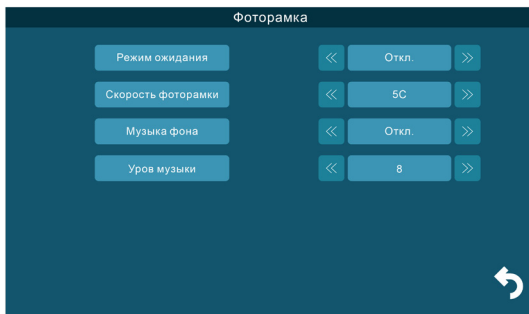 Фоторамка
Режим ожидания Откл.
Скорость фоторамки 5С
Музыка фона Откл.
Уров музыки 8